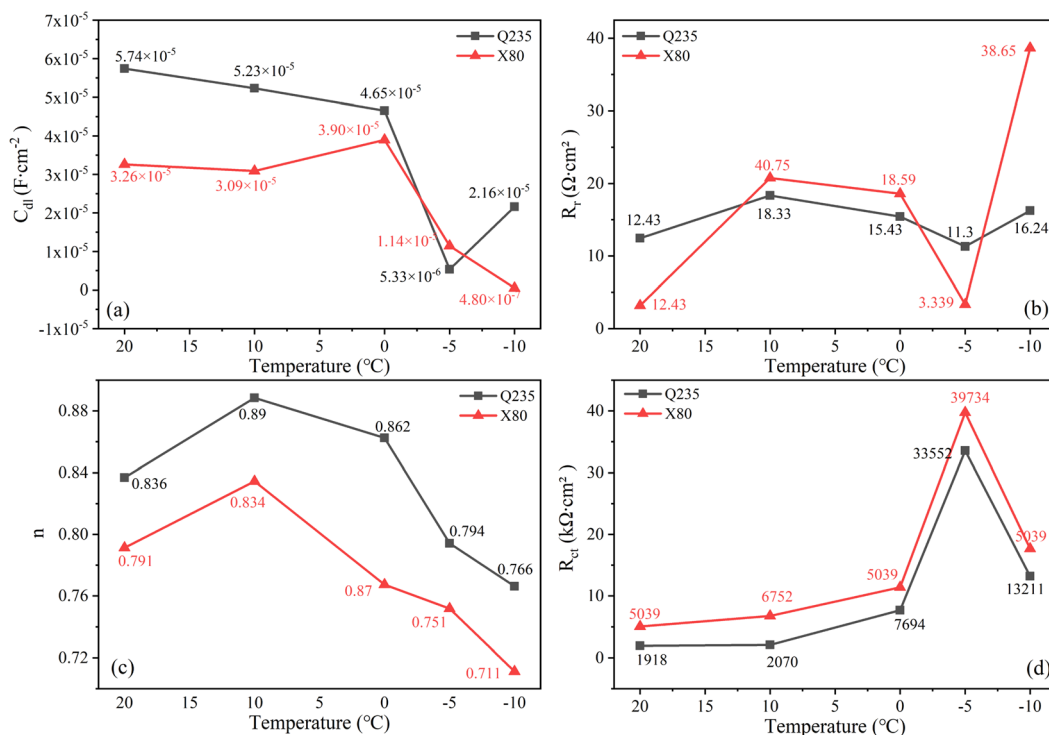 7x10⁻⁵
6x10⁻⁵
5x10⁻⁵
4x10⁻⁵
3x10⁻⁵
2x10⁻⁵
1x10⁻⁵
0
-1x10⁻⁵
C_dl (F·cm⁻²)
5.74×10⁻⁵
5.23×10⁻⁵
4.65×10⁻⁵
5.33×10⁻⁶
2.16×10⁻⁵
3.26×10⁻⁵
3.09×10⁻⁵
3.90×10⁻⁵
1.14×10⁻
4.80×10⁻⁷
Q235
X80
(a)
20 15 10 5 0 -5 -10
Temperature (℃)
40
30
20
10
0
R_r (Ω·cm²)
12.43
18.33
15.43
11.3
16.24
12.43
40.75
18.59
3.339
38.65
Q235
X80
(b)
20 15 10 5 0 -5 -10
Temperature (℃)
0.88
0.84
0.80
0.76
0.72
n
0.836
0.89
0.862
0.794
0.766
0.791
0.834
0.87
0.751
0.711
Q235
X80
(c)
20 15 10 5 0 -5 -10
Temperature (℃)
40
30
20
10
0
R_ct (kΩ·cm²)
1918
2070
7694
33552
13211
5039
6752
5039
39734
5039
Q235
X80
(d)
20 15 10 5 0 -5 -10
Temperature (℃)